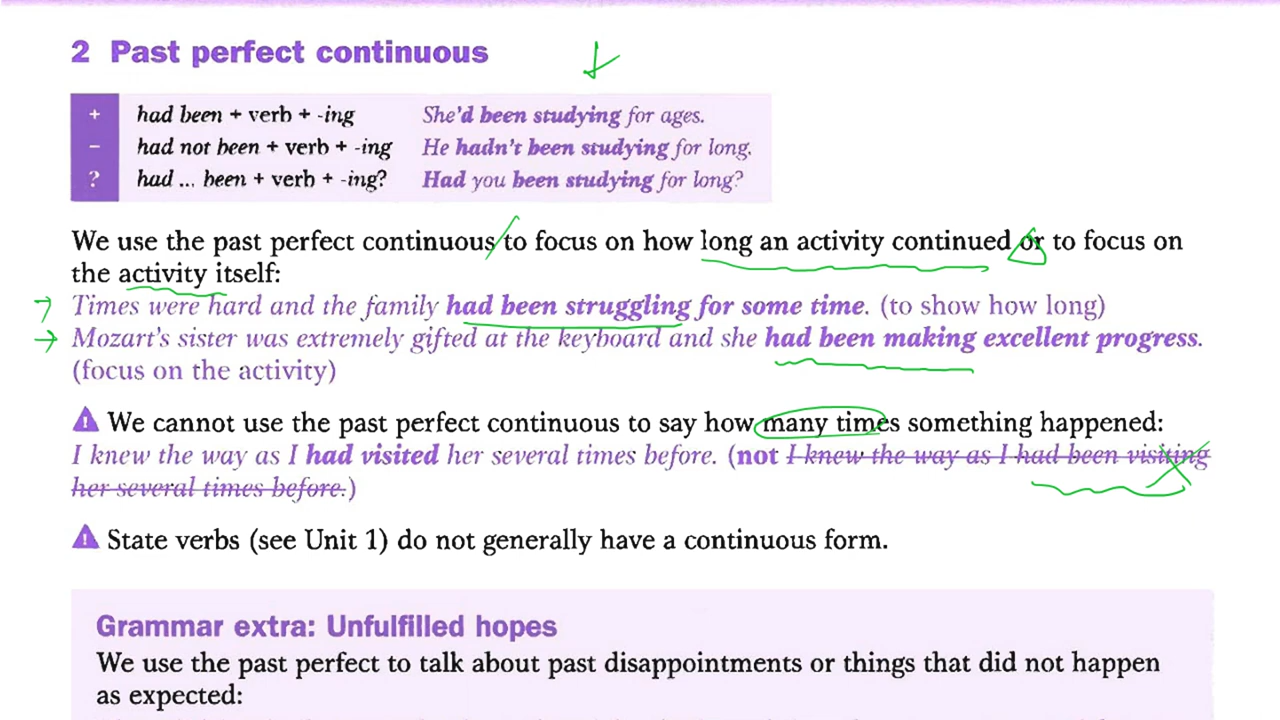 2 Past perfect continuous
+ had been + verb + -ing She'd been studying for ages.
– had not been + verb + -ing He hadn't been studying for long.
? had ... been + verb + -ing? Had you been studying for long?
We use the past perfect continuous to focus on how long an activity continued or to focus on
the activity itself:
Times were hard and the family had been struggling for some time. (to show how long)
Mozart's sister was extremely gifted at the keyboard and she had been making excellent progress.
(focus on the activity)
We cannot use the past perfect continuous to say how many times something happened:
I knew the way as I had visited her several times before. (not I knew the way as I had been visiting
her several times before.)
State verbs (see Unit 1) do not generally have a continuous form.
Grammar extra: Unfulfilled hopes
We use the past perfect to talk about past disappointments or things that did not happen
as expected: